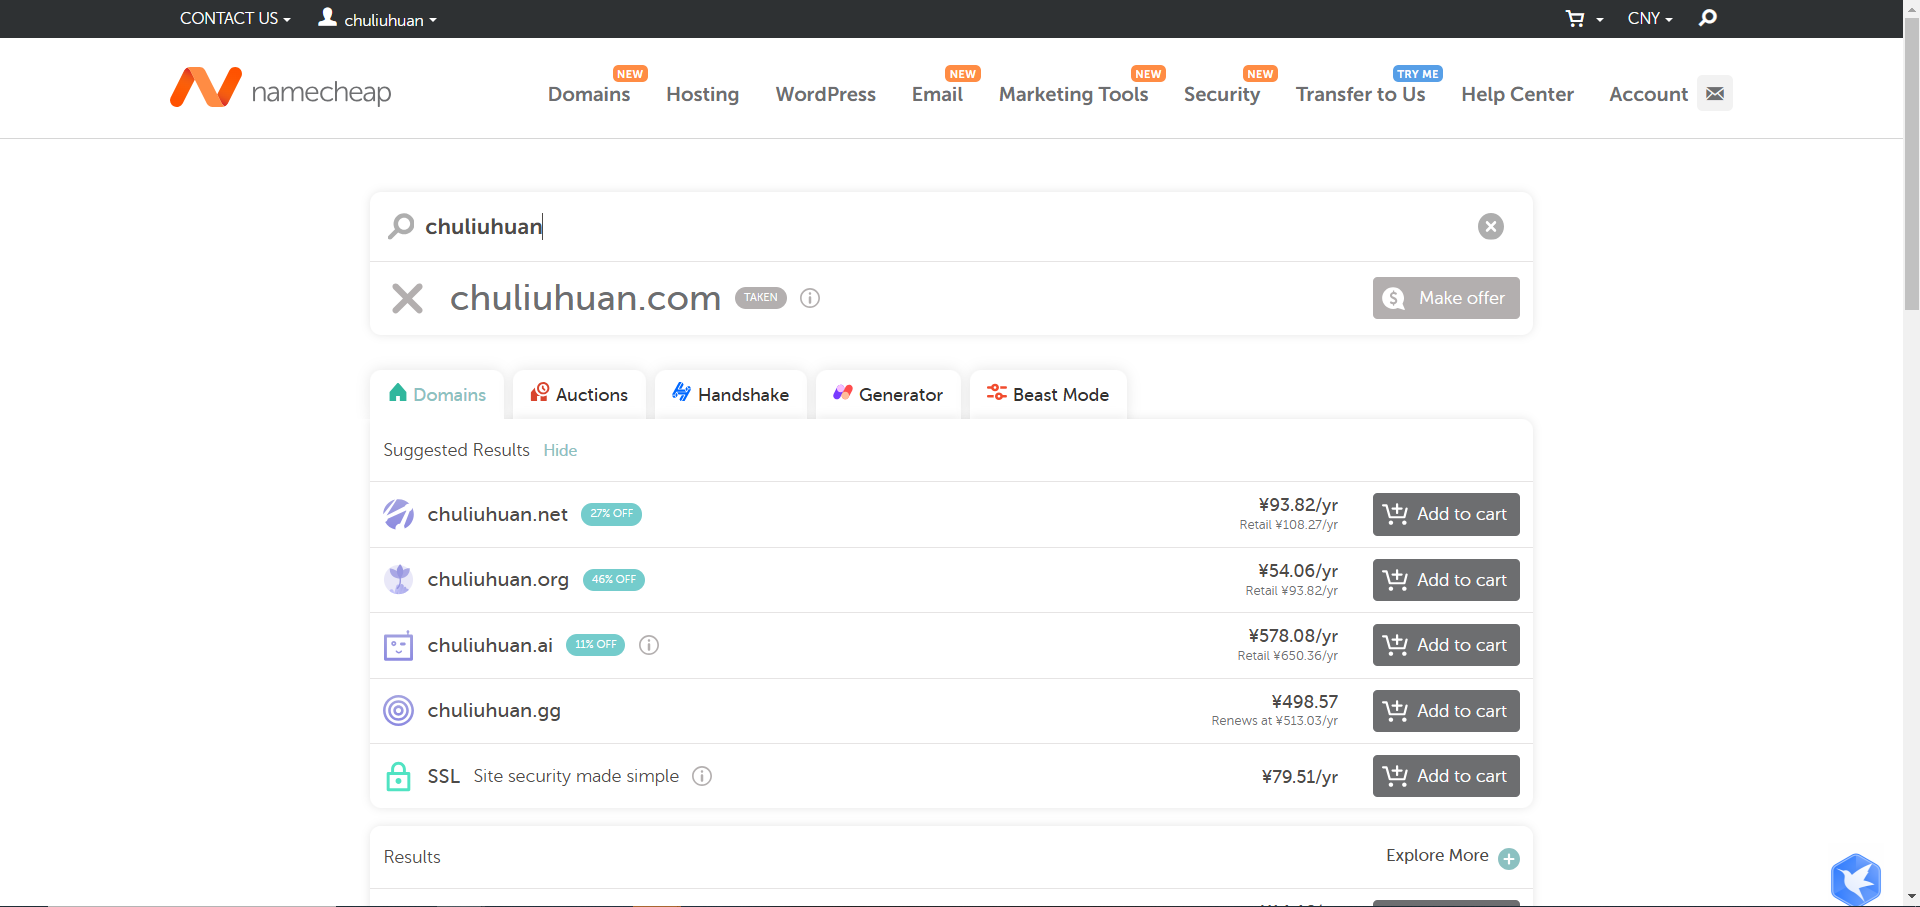 CONTACT US
chuliuhuan
CNY
namecheap
NEW
NEW
NEW
NEW
TRY ME
Domains
Hosting
WordPress
Email
Marketing Tools
Security
Transfer to Us
Help Center
Account
chuliuhuan
chuliuhuan.com TAKEN
Make offer
Domains
Auctions
Handshake
Generator
Beast Mode
Suggested Results Hide
chuliuhuan.net 27% OFF
¥93.82/yr
Retail ¥108.27/yr
Add to cart
chuliuhuan.org 46% OFF
¥54.06/yr
Retail ¥93.82/yr
Add to cart
chuliuhuan.ai 11% OFF
¥578.08/yr
Retail ¥650.36/yr
Add to cart
chuliuhuan.gg
¥498.57
Renews at ¥513.03/yr
Add to cart
SSL Site security made simple
¥79.51/yr
Add to cart
Results
Explore More